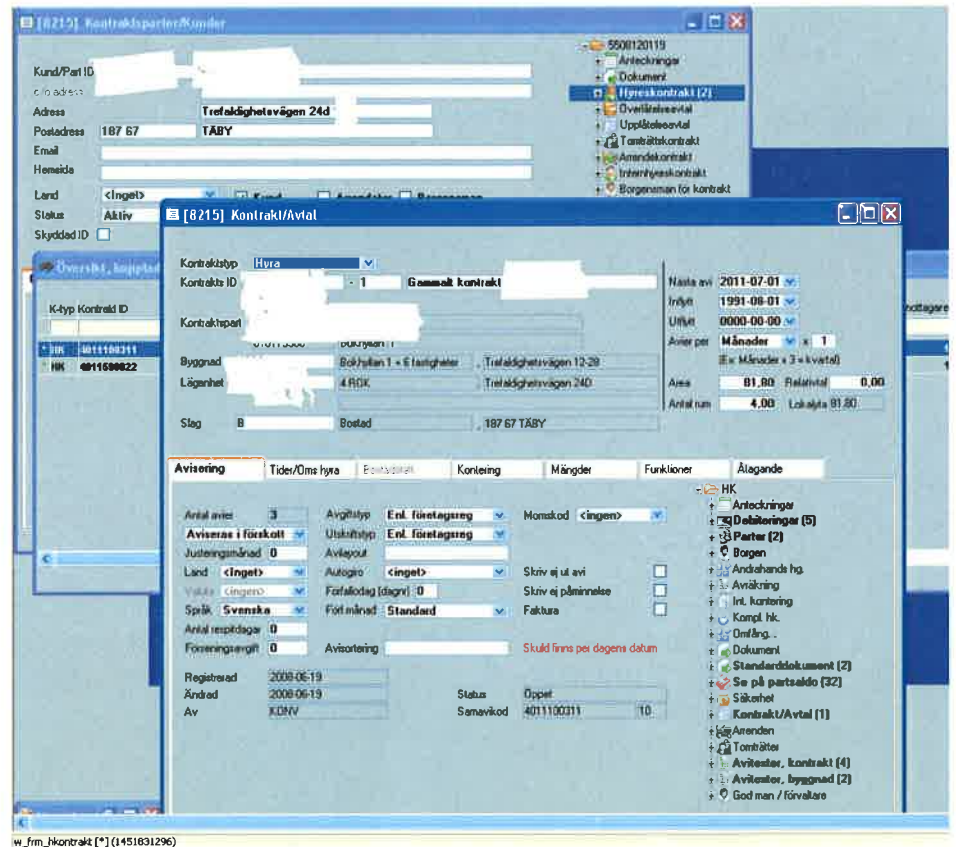 [8215] Kontraktsparter/Kunder
Kund/Part ID
c/o adress
Adress Trefaldighetsvägen 24d
Postadress 187 67 TÄBY
Email
Hemsida
Land <Inget> Kund
Status Aktiv
Skyddad ID
5508120119
Anteckningar
Dokument
Hyreskontrakt (2)
Överlåtelseavtal
Upplåtelseavtal
Tomträttskontrakt
Arrendekontrakt
Internhyreskontrakt
Borgensman för kontrakt
Översikt, kopplad
K-typ Kontrakt ID
HK 4011100311
HK 4011500022
[8215] Kontrakt/Avtal
Kontraktstyp Hyra
Kontrakts ID - 1 Gammalt kontrakt
Kontraktspart
Bokhyllan 1
Byggnad Bokhyllan 1 + 6 fastigheter , Trefaldighetsvägen 12-28
Lägenhet 4 ROK Trefaldighetsvägen 24D
Slag B Bostad , 187 67 TÄBY
Nästa avi 2011-07-01
Inflytt 1991-08-01
Utflytt 0000-00-00
Avier per Månader x 1
(Ex: Månader x 3 = kvartal)
Area 81,80 Relativtal 0,00
Antal rum 4,00 Lokalyta 81,80
Avisering Tider/Oms hyra Kontering Mängder Funktioner Åtagande
Antal avier 3 Avgiftstyp Enl. företagsreg Momskod <ingen>
Aviseras i förskott Utskriftstyp Enl. företagsreg
Justeringsmånad 0 Avilayout
Land <Inget> Autogiro <inget> Skriv ej ut avi
Valuta <ingen> Förfallodag (dagnr) 0 Skriv ej påminnelse
Språk Svenska Förf.månad Standard Faktura
Antal respitdagar 0
Förseningsavgift 0 Avisortering Skuld finns per dagens datum
Registrerad 2008-06-19
Ändrad 2008-06-19 Status Öppet
Av KONV Samavikod 4011100311 10
HK
Anteckningar
Debiteringar (5)
Parter (2)
Borgen
Andrahands hg.
Avräkning
Int. kontering
Kompl. hk.
Omfång. .
Dokument
Standarddokument (2)
Se på partsaldo (32)
Säkerhet
Kontrakt/Avtal (1)
Arrenden
Tomträtter
Avitexter, kontrakt (4)
Avitexter, byggnad (2)
God man / förvaltare
w_frm_hkontrakt [*] (1451831296)